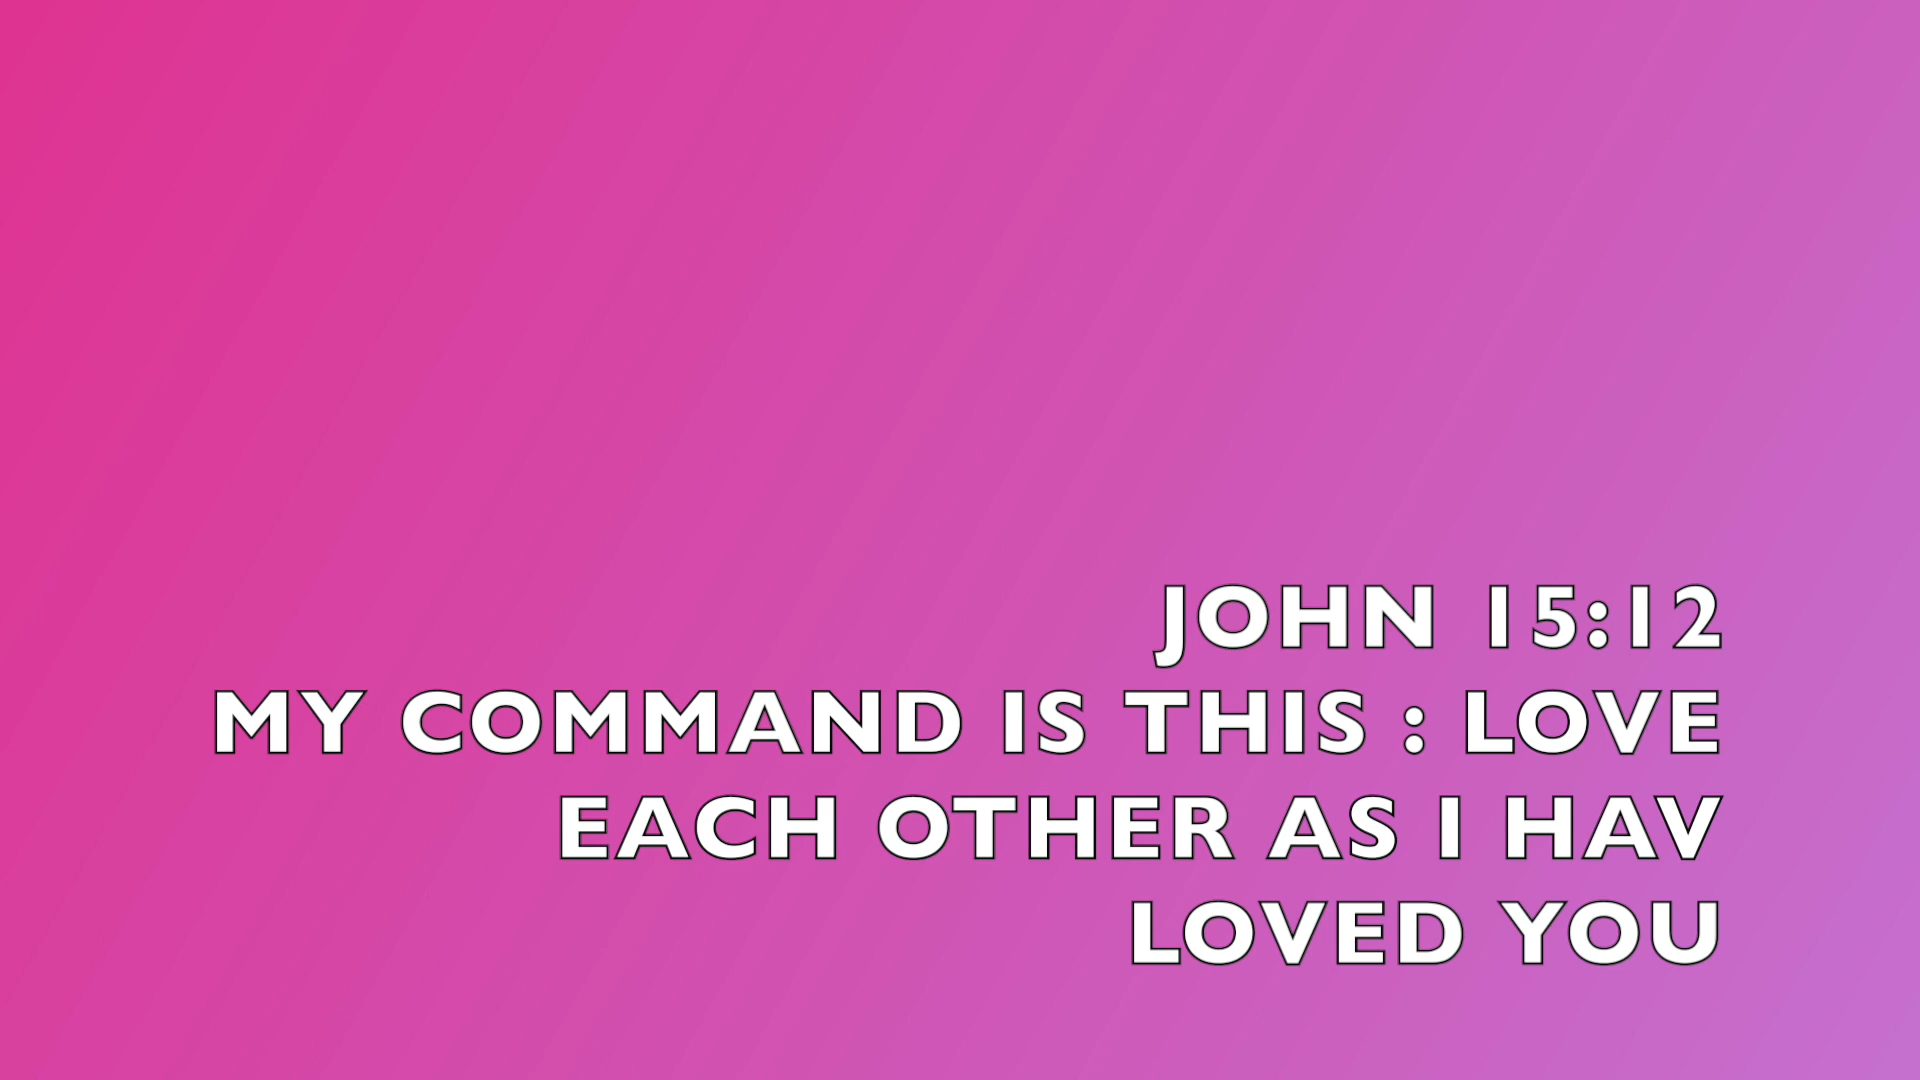 JOHN 15:12
MY COMMAND IS THIS : LOVE
EACH OTHER AS I HAV
LOVED YOU